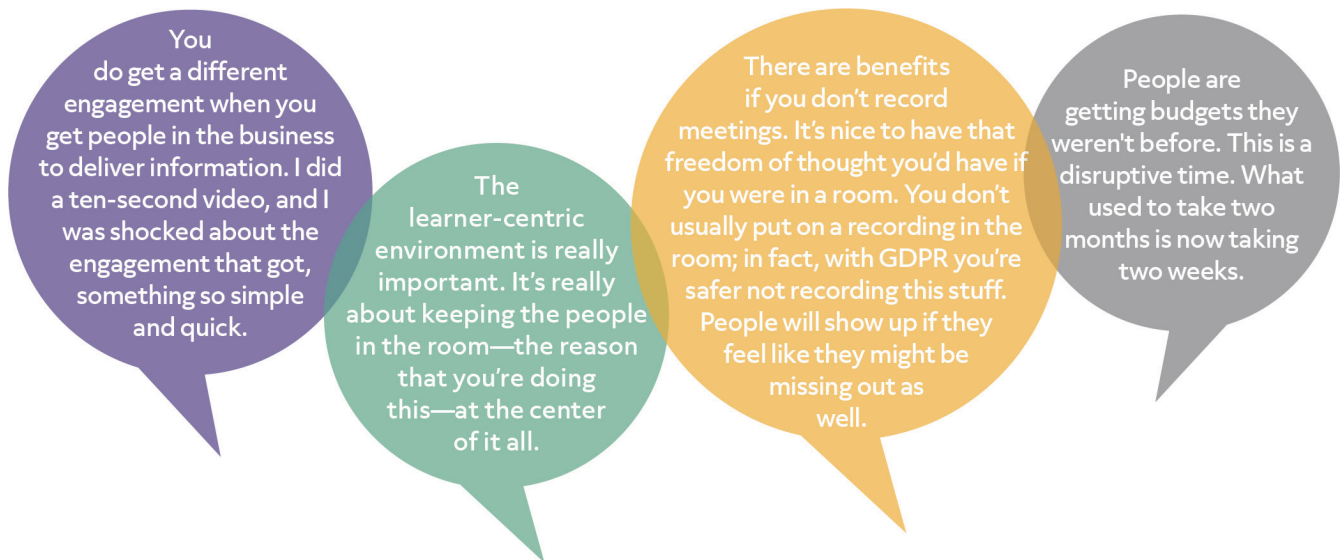 You
do get a different
engagement when you
get people in the business
to deliver information. I did
a ten-second video, and I
was shocked about the
engagement that got,
something so simple
and quick.
The
learner-centric
environment is really
important. It’s really
about keeping the people
in the room—the reason
that you’re doing
this—at the center
of it all.
There are benefits
if you don’t record
meetings. It’s nice to have that
freedom of thought you’d have if
you were in a room. You don’t
usually put on a recording in the
room; in fact, with GDPR you’re
safer not recording this stuff.
People will show up if they
feel like they might be
missing out as
well.
People are
getting budgets they
weren't before. This is a
disruptive time. What
used to take two
months is now taking
two weeks.